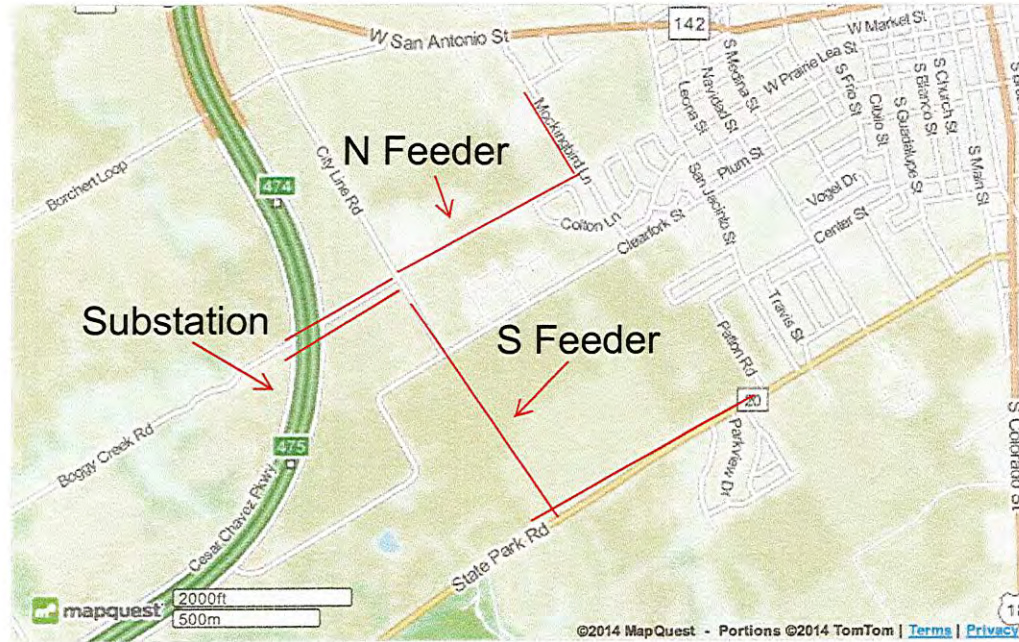 142
W San Antonio St
W Market St
W Prairie Lea St
S Medina St
Navidad St
Leona St
S Frio St
Cibilo St
S Guadalupe St
S Blanco St
S Church St
S Main St
Mockingbird Ln
N Feeder
City Line Rd
Borchert Loop
474
Plum St
San Jacinto St
Vogel Dr
Center St
Colton Ln
Clearfork St
Substation
S Feeder
Travis St
Patton Rd
20
Parkview Dr
S Colorado St
Boggy Creek Rd
475
Cesar Chavez Pkwy
State Park Rd
mapquest
2000ft
500m
©2014 MapQuest - Portions ©2014 TomTom | Terms | Privacy